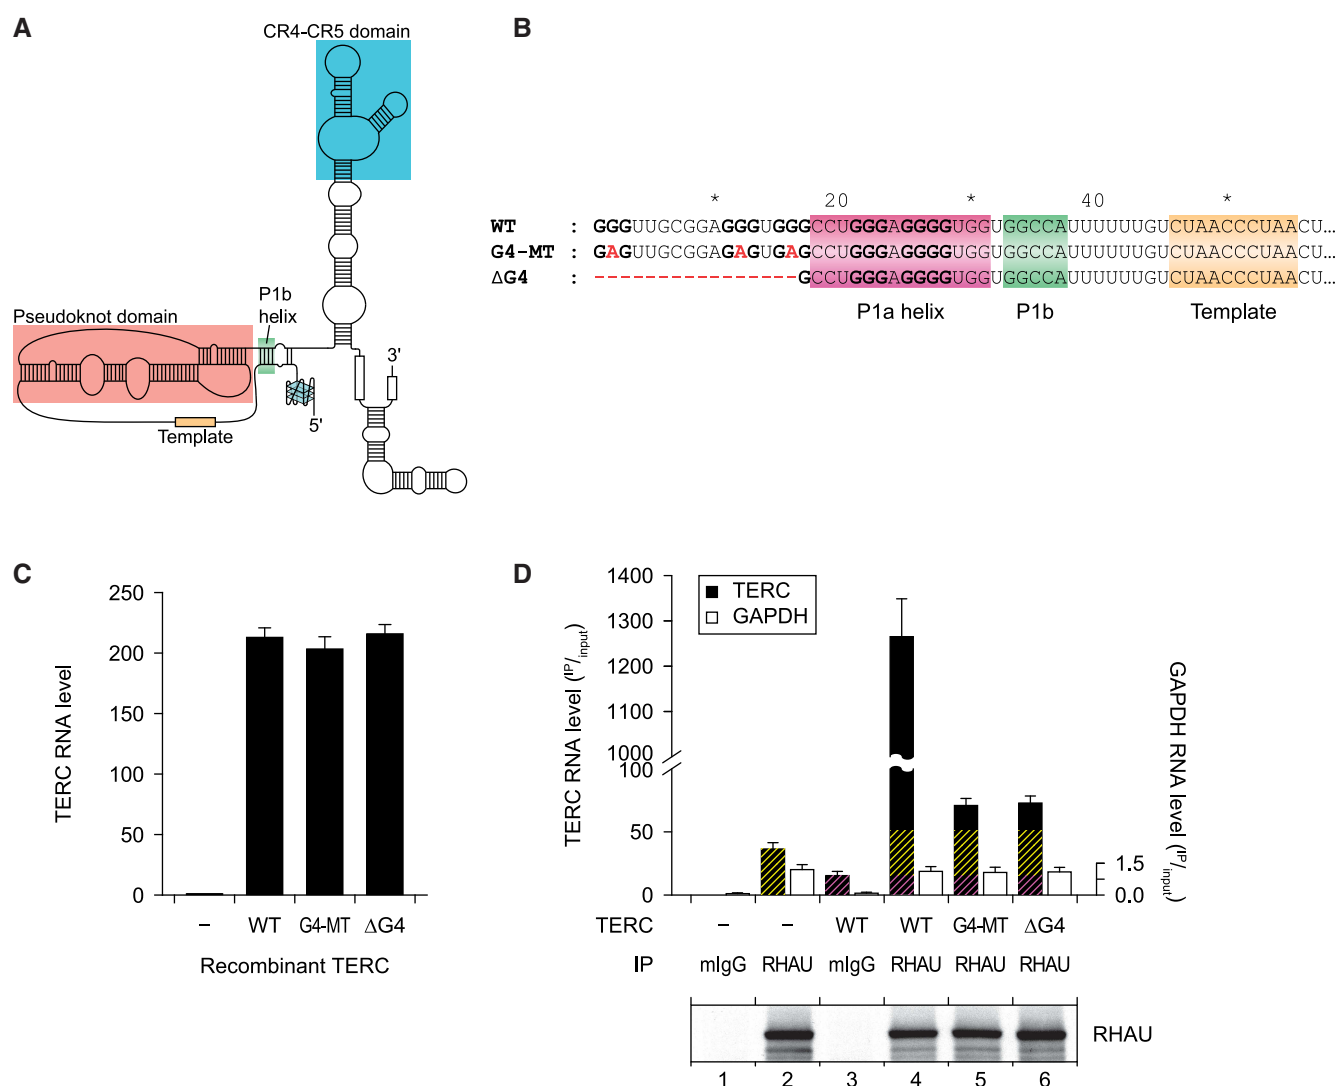 A
CR4-CR5 domain
P1b
helix
Pseudoknot domain
3'
5'
Template
B
* 20 * 40 *
WT : GGGUUGCGGAGGGUGGGCCUGGGAGGGGUGGUGGCCAUUUUUUGUCUAACCCUAACU...
G4-MT : GAGUUGCGGAGAGUGAGCCUGGGAGGGGUGGUGGCCAUUUUUUGUCUAACCCUAACU...
ΔG4 : ----------------GCCUGGGAGGGGUGGUGGCCAUUUUUUGUCUAACCCUAACU...
P1a helix P1b Template
C
TERC RNA level
250
200
150
100
50
0
– WT G4-MT ΔG4
Recombinant TERC
D
TERC RNA level (IP/input)
1400
1300
1200
1100
1000
100
50
0
TERC
GAPDH
GAPDH RNA level (IP/input)
1.5
0.0
TERC – – WT WT G4-MT ΔG4
IP mIgG RHAU mIgG RHAU RHAU RHAU
RHAU
1 2 3 4 5 6